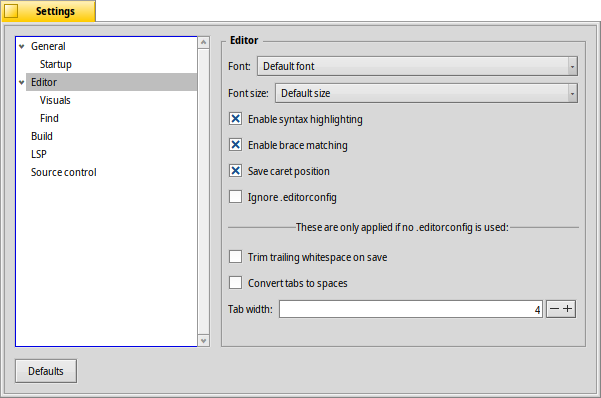 Settings
General
Startup
Editor
Visuals
Find
Build
LSP
Source control
Editor
Font: Default font
Font size: Default size
Enable syntax highlighting
Enable brace matching
Save caret position
Ignore .editorconfig
These are only applied if no .editorconfig is used:
Trim trailing whitespace on save
Convert tabs to spaces
Tab width: 4
Defaults